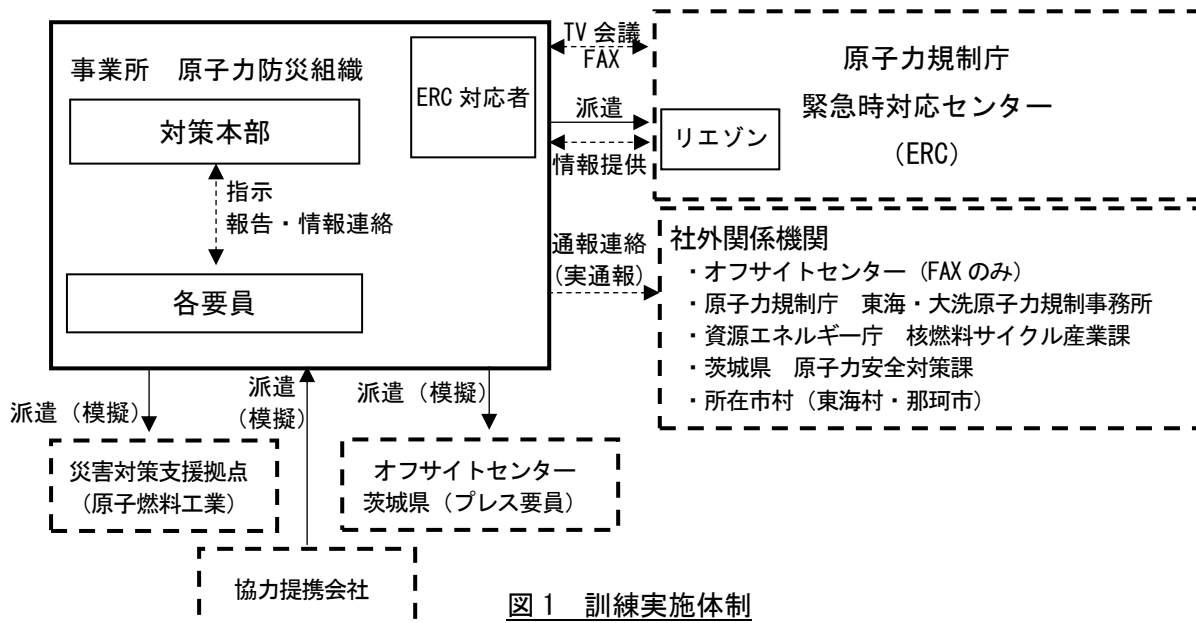 事業所　原子力防災組織
対策本部
指示
報告・情報連絡
各要員
ERC 対応者
TV 会議
FAX
派遣
情報提供
原子力規制庁
緊急時対応センター
（ERC）
リエゾン
通報連絡
（実通報）
社外関係機関
・オフサイトセンター（FAX のみ）
・原子力規制庁　東海・大洗原子力規制事務所
・資源エネルギー庁　核燃料サイクル産業課
・茨城県　原子力安全対策課
・所在市村（東海村・那珂市）
派遣（模擬）
派遣
（模擬）
派遣（模擬）
災害対策支援拠点
（原子燃料工業）
オフサイトセンター
茨城県（プレス要員）
協力提携会社
図 1　訓練実施体制